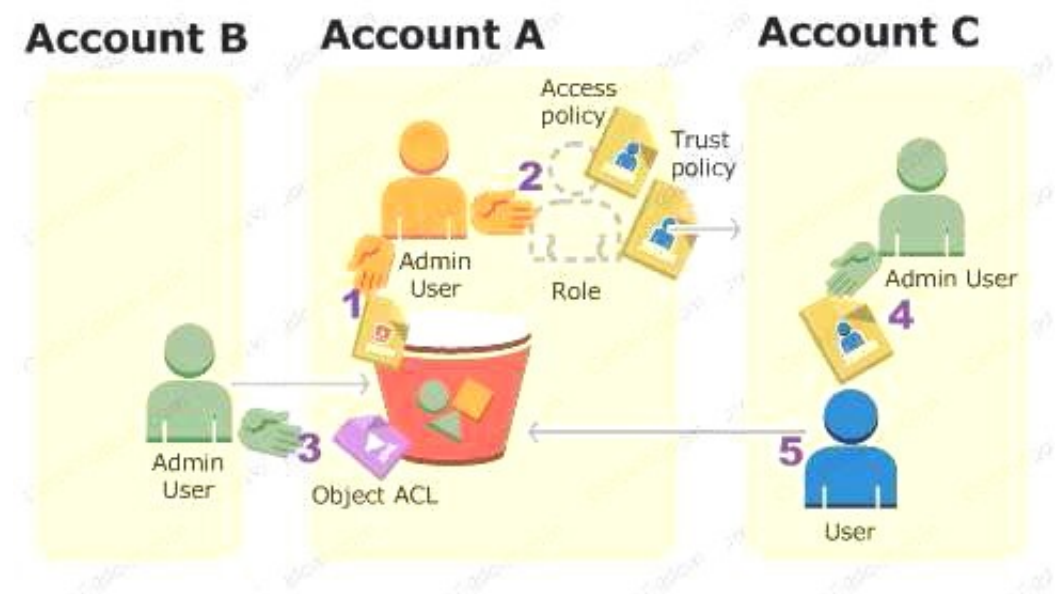 Account B
Account A
Account C
Access
policy
Trust
policy
2
Admin
User
Role
1
Admin User
4
3
Admin
User
Object ACL
5
User